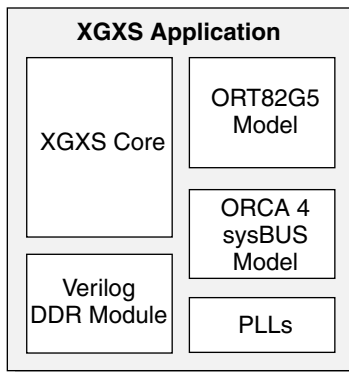 XGXS Application
XGXS Core
ORT82G5
Model
ORCA 4
sysBUS
Model
Verilog
DDR Module
PLLs